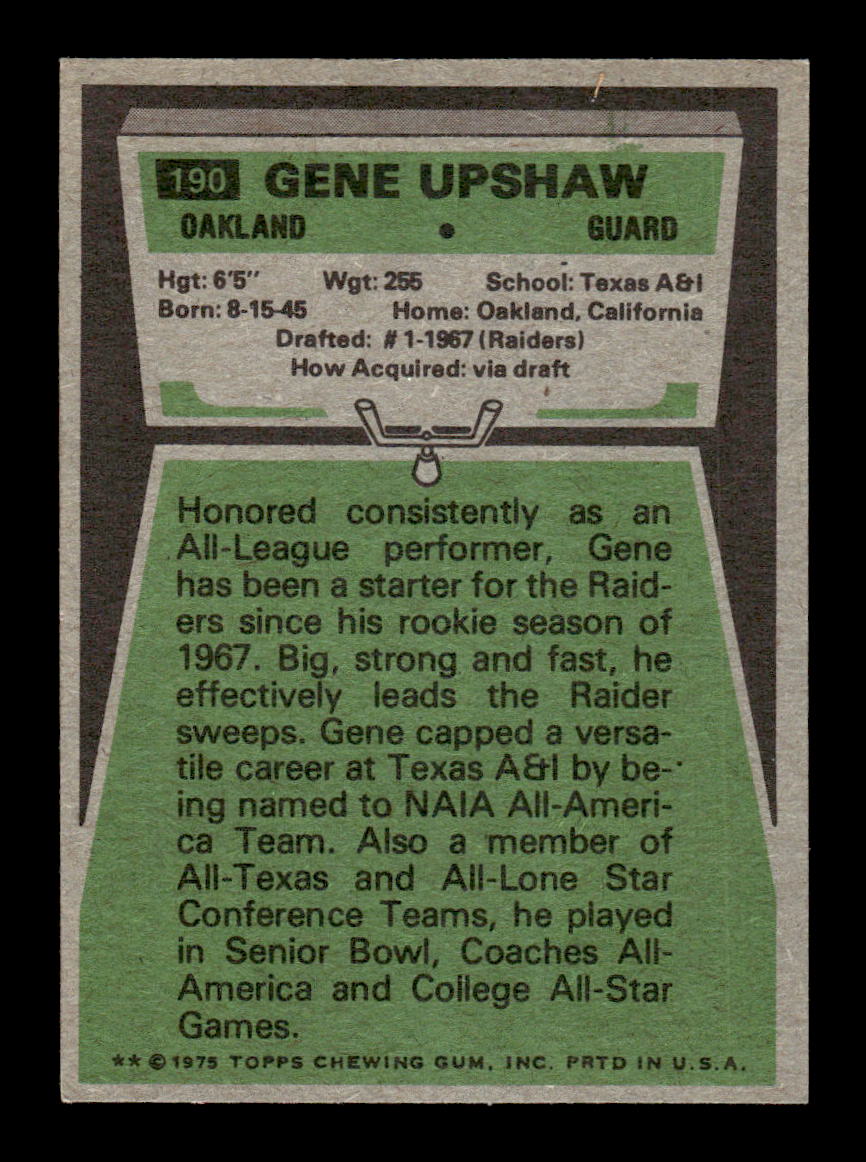 190 GENE UPSHAW
OAKLAND • GUARD
Hgt: 6'5" Wgt: 255 School: Texas A&I
Born: 8-15-45 Home: Oakland, California
Drafted: #1-1967 (Raiders)
How Acquired: via draft
Honored consistently as an
All-League performer, Gene
has been a starter for the Raid-
ers since his rookie season of
1967. Big, strong and fast, he
effectively leads the Raider
sweeps. Gene capped a versa-
tile career at Texas A&I by be-
ing named to NAIA All-Ameri-
ca Team. Also a member of
All-Texas and All-Lone Star
Conference Teams, he played
in Senior Bowl, Coaches All-
America and College All-Star
Games.
** © 1975 TOPPS CHEWING GUM, INC. PRTD IN U.S.A.